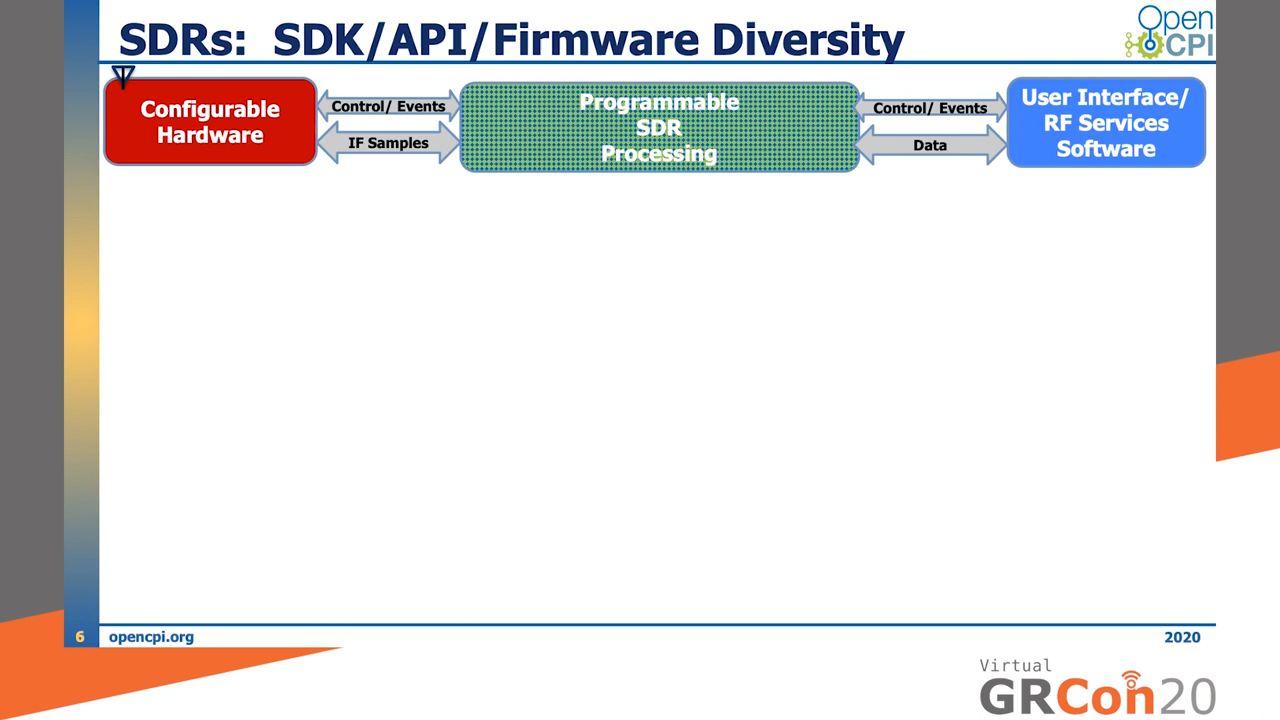 SDRs: SDK/API/Firmware Diversity
Open
CPI
Configurable
Hardware
Control/ Events
IF Samples
Programmable
SDR
Processing
Control/ Events
Data
User Interface/
RF Services
Software
6
opencpi.org
2020
Virtual
GRCon20